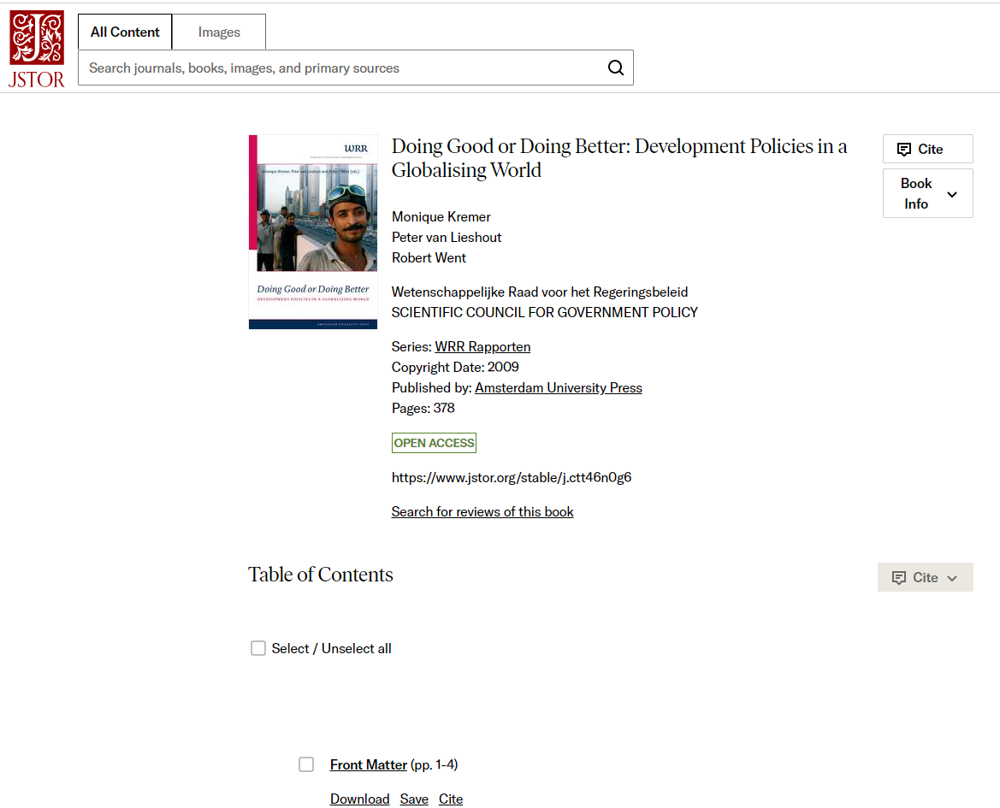 JSTOR
All Content
Images
Search journals, books, images, and primary sources
WRR
Monique Kremer, Peter van Lieshout and Robert Went (eds.)
Doing Good or Doing Better
DEVELOPMENT POLICIES IN A GLOBALIZING WORLD
AMSTERDAM UNIVERSITY PRESS
Doing Good or Doing Better: Development Policies in a
Globalising World
Cite
Book
Info
Monique Kremer
Peter van Lieshout
Robert Went
Wetenschappelijke Raad voor het Regeringsbeleid
SCIENTIFIC COUNCIL FOR GOVERNMENT POLICY
Series: WRR Rapporten
Copyright Date: 2009
Published by: Amsterdam University Press
Pages: 378
OPEN ACCESS
https://www.jstor.org/stable/j.ctt46n0g6
Search for reviews of this book
Table of Contents
Cite
Select / Unselect all
Front Matter (pp. 1-4)
Download Save Cite